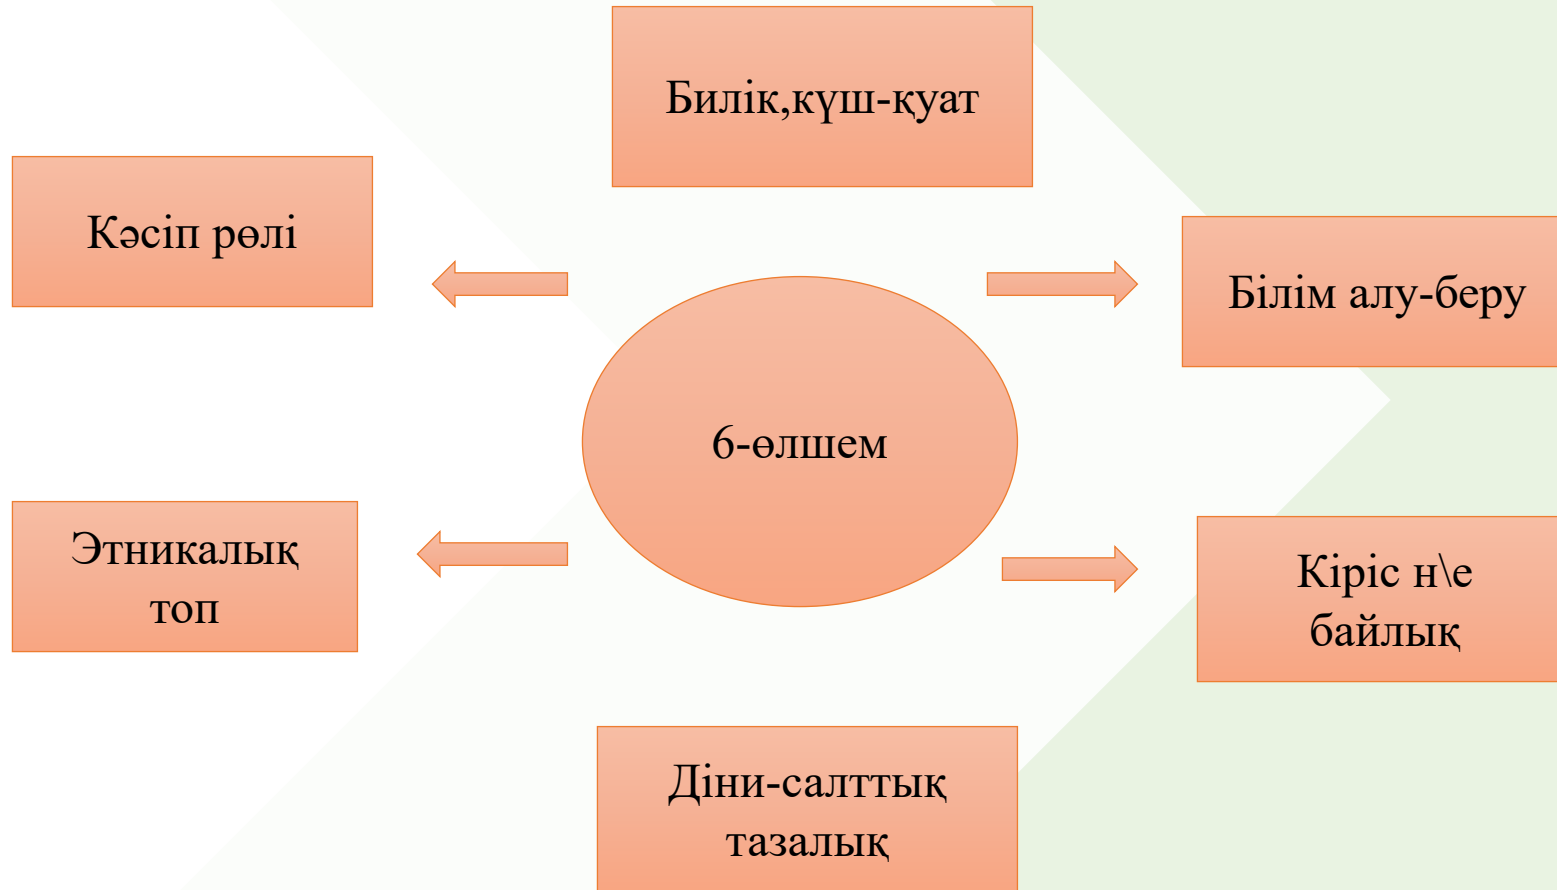 Билік,күш-қуат
Кәсіп рөлі
Білім алу-беру
6-өлшем
Этникалық
топ
Кіріс н\е
байлық
Діни-салттық
тазалық